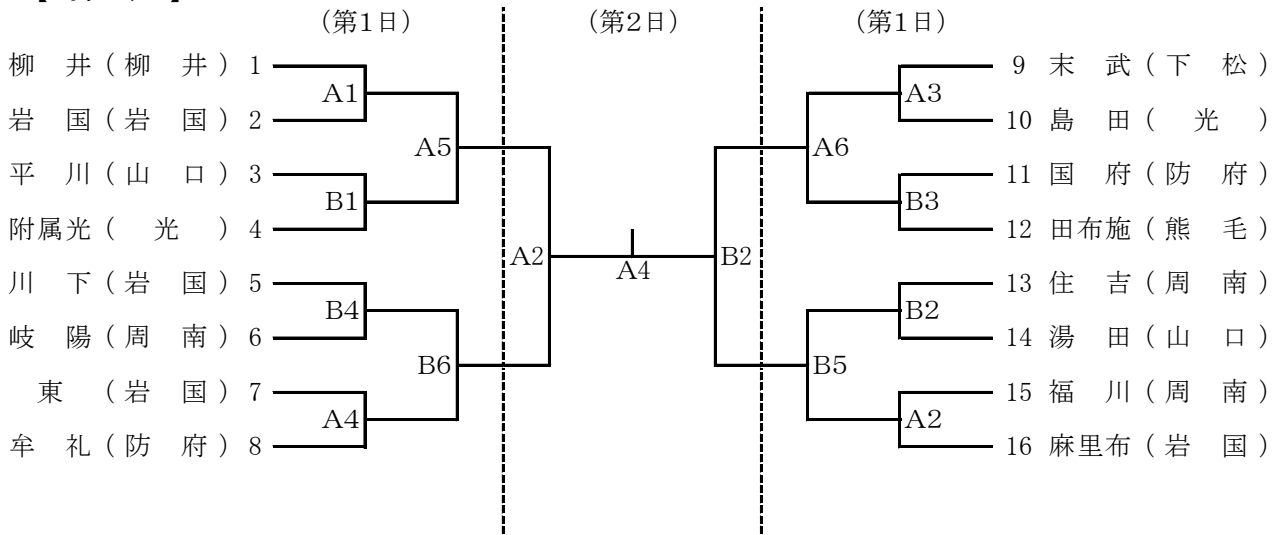 (第1日) (第2日) (第1日)
柳　井(柳　井) 1 9 末　武(下　松)
A1 A3
岩　国(岩　国) 2 10 島　田(　光　)
A5 A6
平　川(山　口) 3 11 国　府(防　府)
B1 B3
附属光(　光　) 4 12 田布施(熊　毛)
A2 A4 B2
川　下(岩　国) 5 13 住　吉(周　南)
B4 B2
岐　陽(周　南) 6 14 湯　田(山　口)
B6 B5
東　(岩　国) 7 15 福　川(周　南)
A4 A2
牟　礼(防　府) 8 16 麻里布(岩　国)